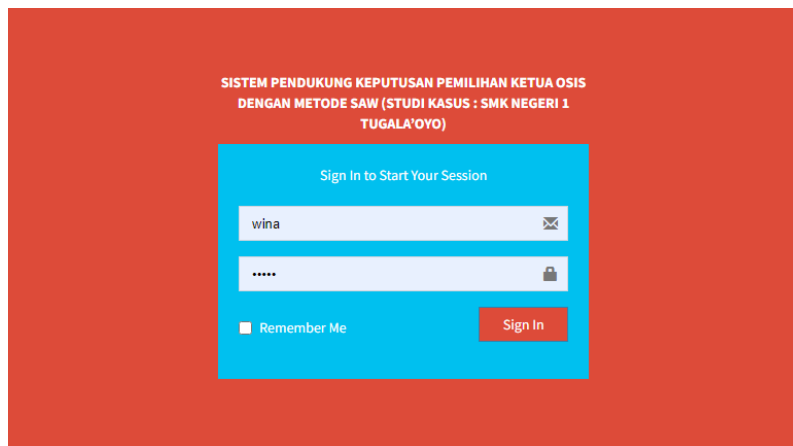 SISTEM PENDUKUNG KEPUTUSAN PEMILIHAN KETUA OSIS
DENGAN METODE SAW (STUDI KASUS : SMK NEGERI 1
TUGALA'OYO)
Sign In to Start Your Session
wina
•••••
Remember Me
Sign In